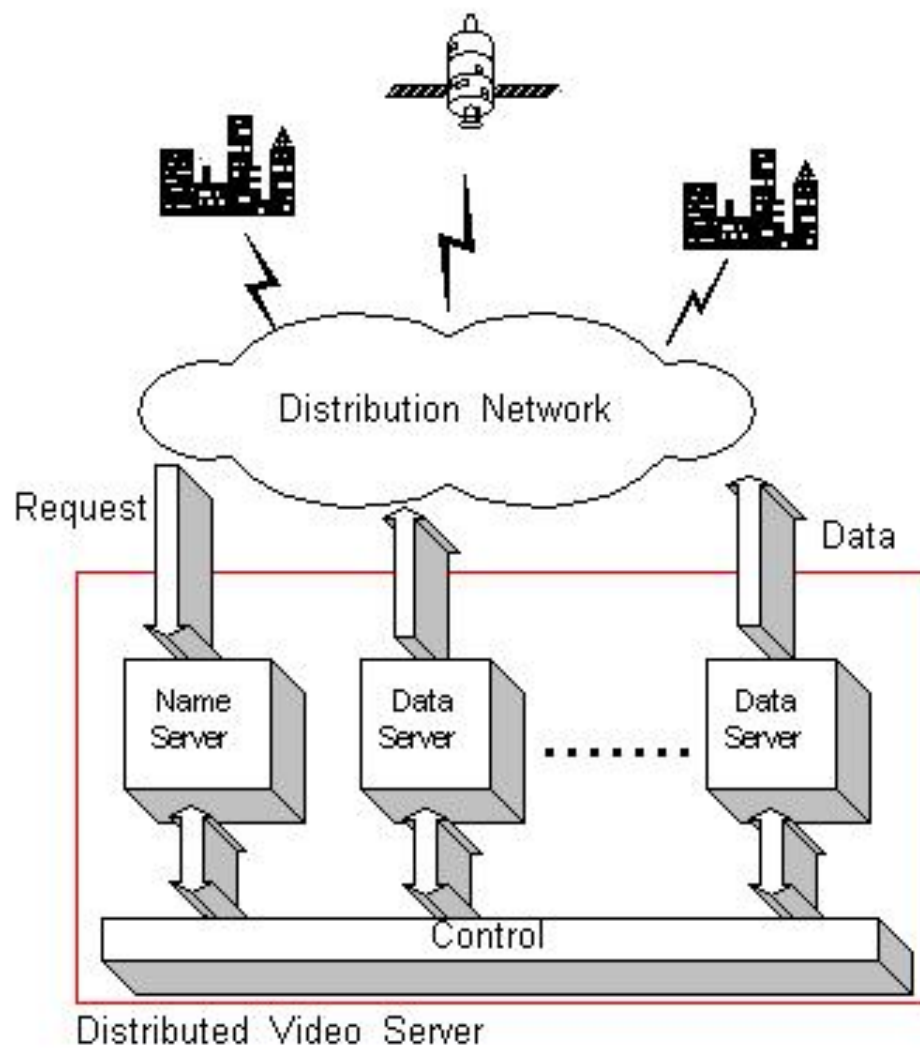 Distribution Network
Request
Data
Name
Server
Data
Server
Data
Server
Control
Distributed Video Server